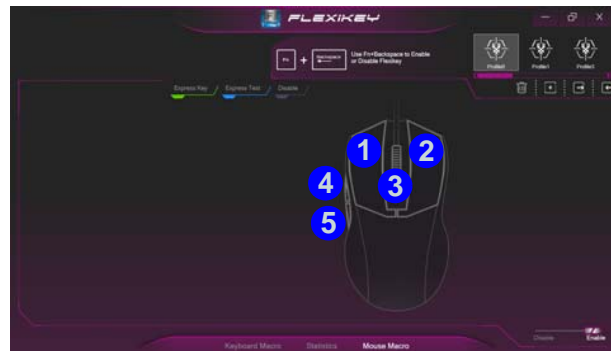 FLEXIKEY
Fn + Backspace
Use Fn+Backspace to Enable
or Disable Flexikey
Profile0 Profile1 Profile2
Express Key Express Text Disable
1 2
3
4
5
Disable Enable
Keyboard Macro Statistics Mouse Macro